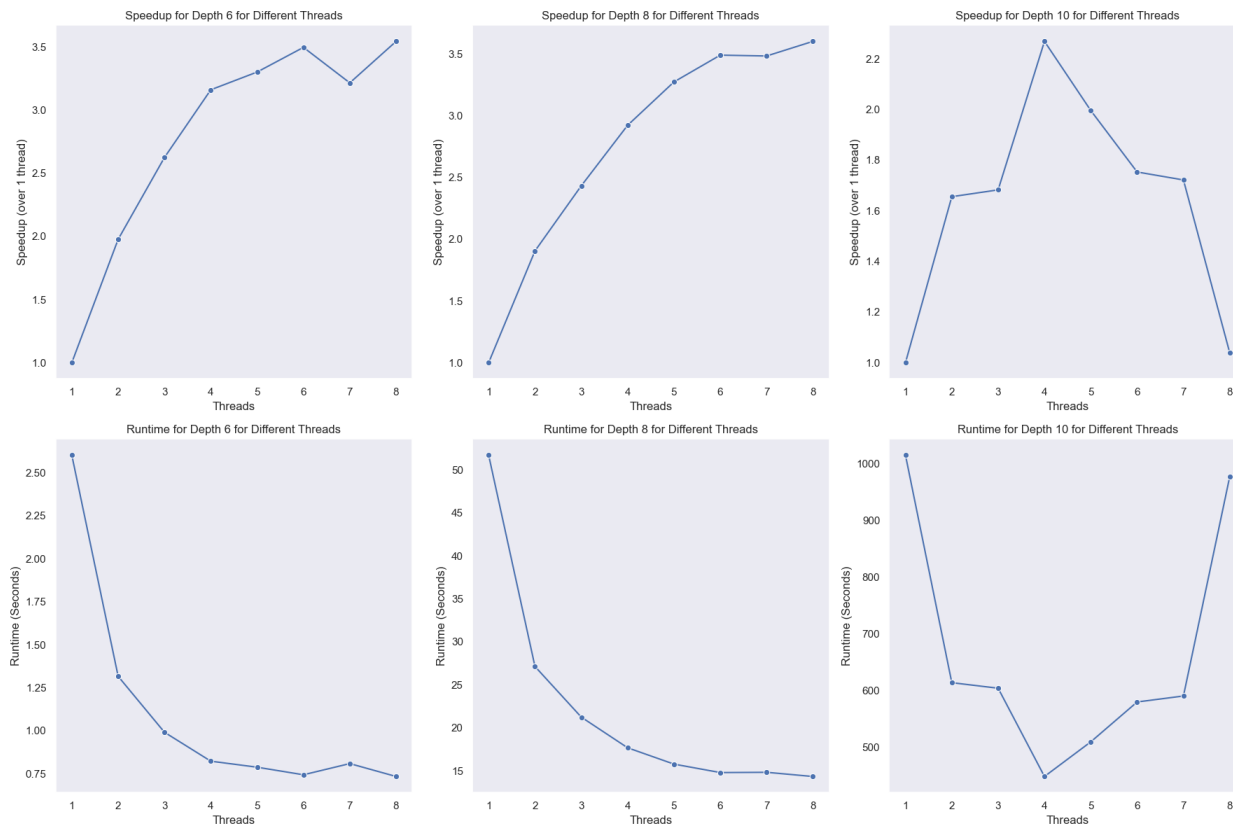 Speedup for Depth 6 for Different Threads
Speedup (over 1 thread)
3.5
3.0
2.5
2.0
1.5
1.0
1 2 3 4 5 6 7 8
Threads
Speedup for Depth 8 for Different Threads
Speedup (over 1 thread)
3.5
3.0
2.5
2.0
1.5
1.0
1 2 3 4 5 6 7 8
Threads
Speedup for Depth 10 for Different Threads
Speedup (over 1 thread)
2.2
2.0
1.8
1.6
1.4
1.2
1.0
1 2 3 4 5 6 7 8
Threads
Runtime for Depth 6 for Different Threads
Runtime (Seconds)
2.50
2.25
2.00
1.75
1.50
1.25
1.00
0.75
1 2 3 4 5 6 7 8
Threads
Runtime for Depth 8 for Different Threads
Runtime (Seconds)
50
45
40
35
30
25
20
15
1 2 3 4 5 6 7 8
Threads
Runtime for Depth 10 for Different Threads
Runtime (Seconds)
1000
900
800
700
600
500
1 2 3 4 5 6 7 8
Threads